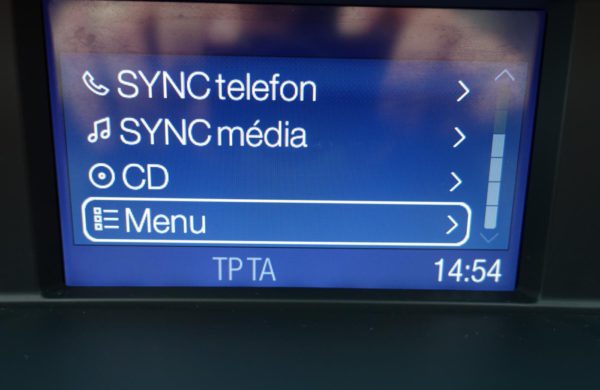 SYNC telefon
SYNC média
CD
Menu
TP TA 14:54